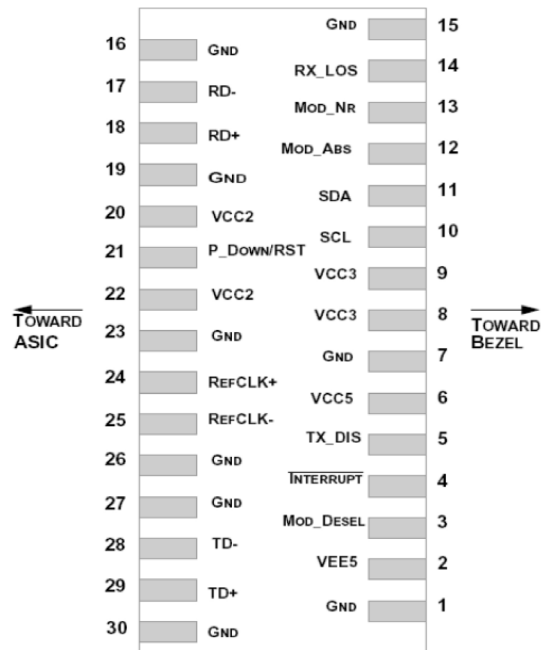 GND 15
16 GND
RX_LOS 14
17 RD-
MOD_NR 13
18 RD+
MOD_ABS 12
19 GND
SDA 11
20 VCC2
SCL 10
21 P_DOWN/RST
VCC3 9
22 VCC2
VCC3 8
TOWARD
ASIC
TOWARD
BEZEL
23 GND
GND 7
24 REFCLK+
VCC5 6
25 REFCLK-
TX_DIS 5
26 GND
INTERRUPT 4
27 GND
MOD_DESEL 3
28 TD-
VEE5 2
29 TD+
GND 1
30 GND